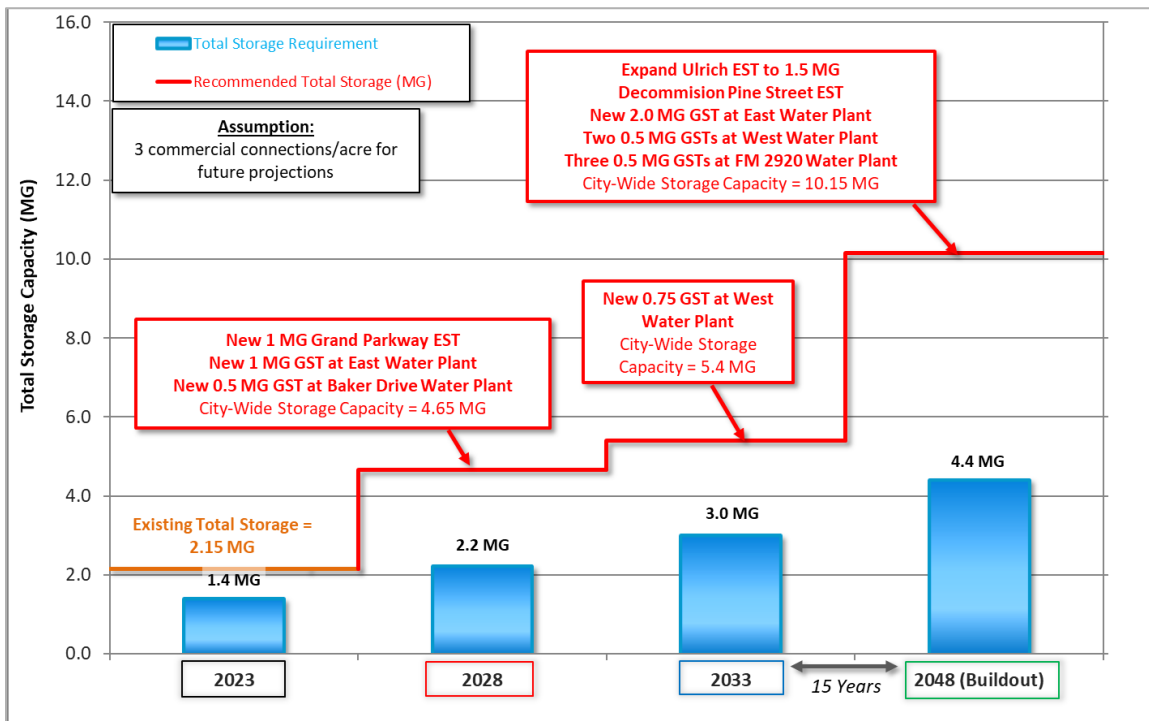 16.0
14.0
12.0
10.0
8.0
6.0
4.0
2.0
0.0
Total Storage Capacity (MG)
Total Storage Requirement
Recommended Total Storage (MG)
Assumption:
3 commercial connections/acre for
future projections
Expand Ulrich EST to 1.5 MG
Decommision Pine Street EST
New 2.0 MG GST at East Water Plant
Two 0.5 MG GSTs at West Water Plant
Three 0.5 MG GSTs at FM 2920 Water Plant
City-Wide Storage Capacity = 10.15 MG
New 0.75 GST at West
Water Plant
City-Wide Storage
Capacity = 5.4 MG
New 1 MG Grand Parkway EST
New 1 MG GST at East Water Plant
New 0.5 MG GST at Baker Drive Water Plant
City-Wide Storage Capacity = 4.65 MG
Existing Total Storage =
2.15 MG
1.4 MG
2.2 MG
3.0 MG
4.4 MG
2023
2028
2033
15 Years
2048 (Buildout)